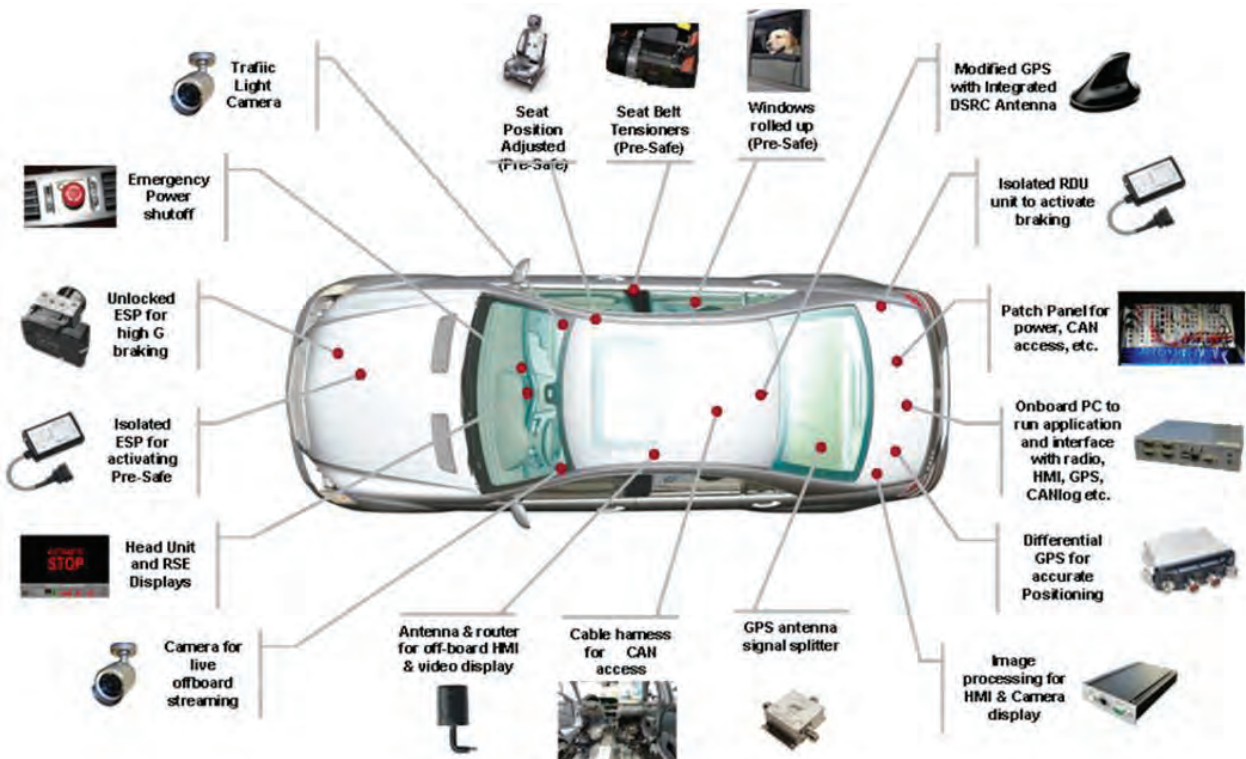 Trafiic
Light
Camera
Seat
Position
Adjusted
(Pre-Safe)
Seat Belt
Tensioners
(Pre-Safe)
Windows
rolled up
(Pre-Safe)
Modified GPS
with Integrated
DSRC Antenna
Emergency
Power
shutoff
Isolated RDU
unit to activate
braking
Unlocked
ESP for
high G
braking
Patch Panel for
power, CAN
access, etc.
Isolated
ESP for
activating
Pre-Safe
Onboard PC to
run application
and interface
with radio,
HMI, GPS,
CANlog etc.
STOP
Head Unit
and RSE
Displays
Differential
GPS for
accurate
Positioning
Camera for
live
offboard
streaming
Antenna & router
for off-board HMI
& video display
Cable harness
for CAN
access
GPS antenna
signal splitter
Image
processing for
HMI & Camera
display